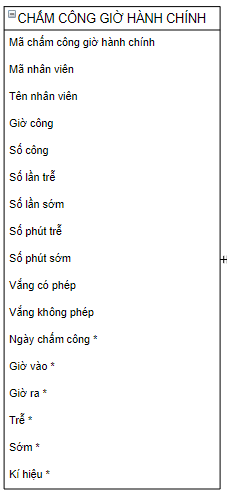 CHẤM CÔNG GIỜ HÀNH CHÍNH
Mã chấm công giờ hành chính
Mã nhân viên
Tên nhân viên
Giờ công
Số công
Số lần trễ
Số lần sớm
Số phút trễ
Số phút sớm
Vắng có phép
Vắng không phép
Ngày chấm công *
Giờ vào *
Giờ ra *
Trễ *
Sớm *
Kí hiệu *